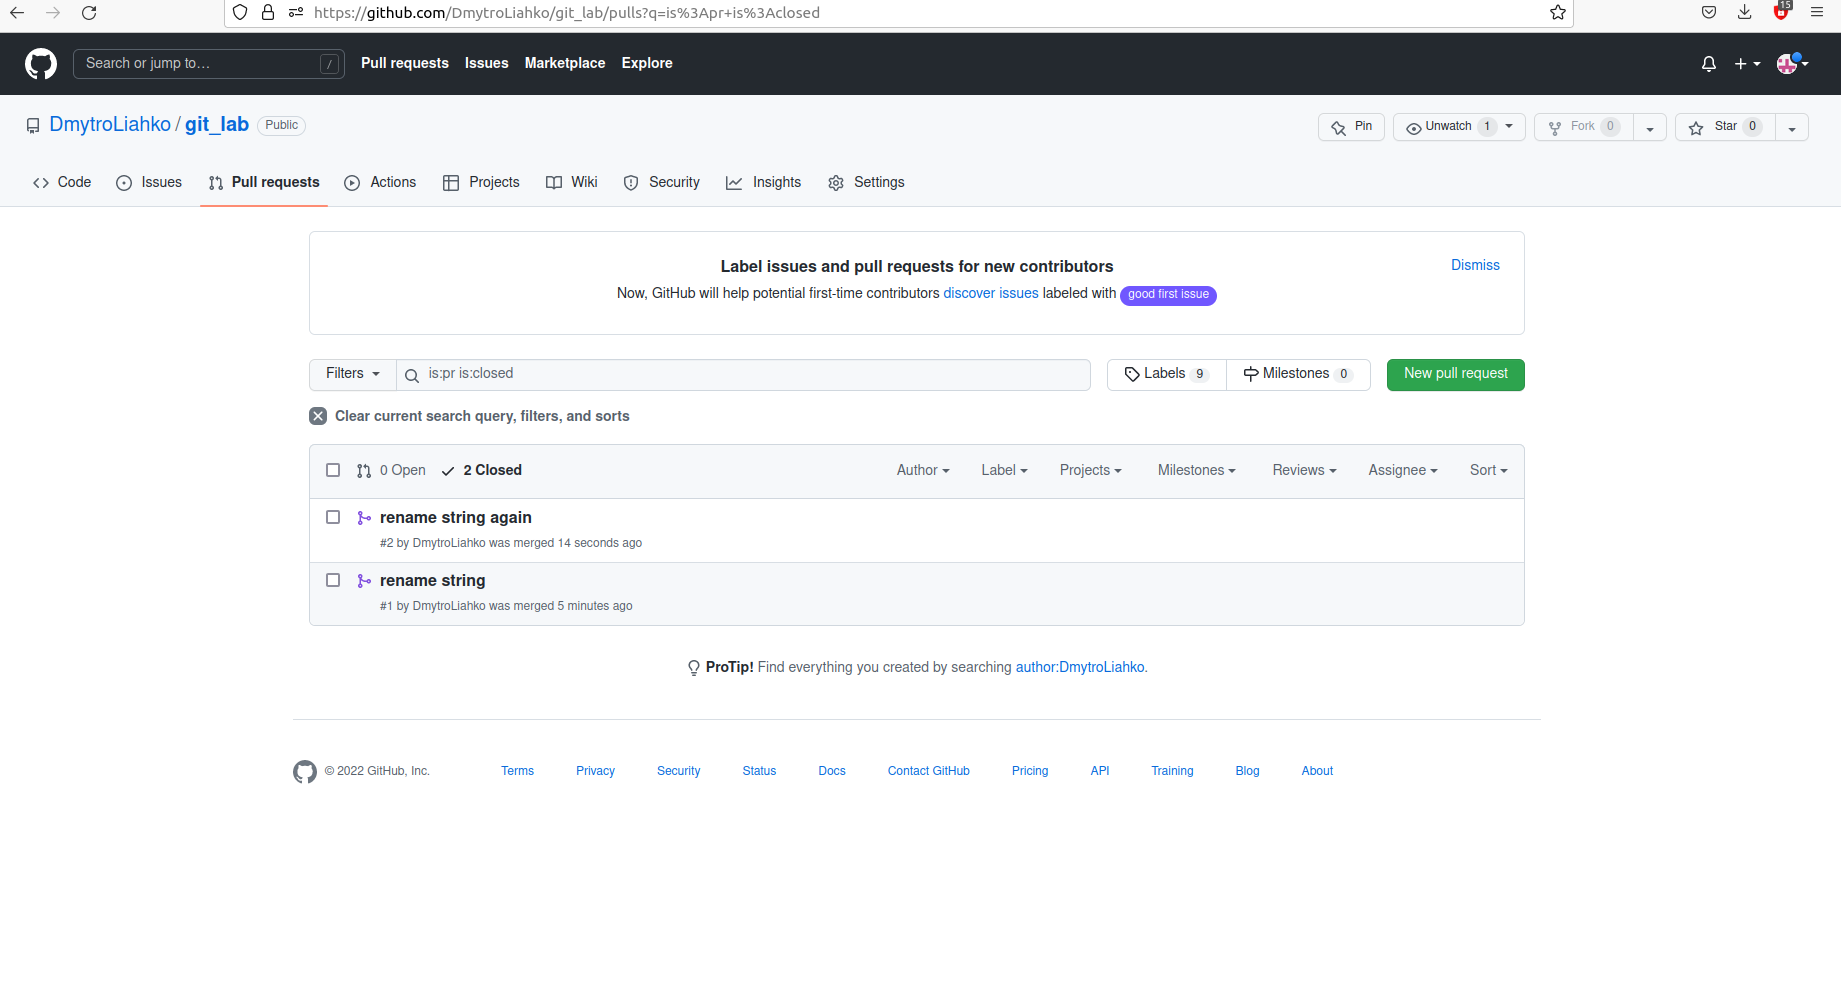 https://github.com/DmytroLiahko/git_lab/pulls?q=is%3Apr+is%3Aclosed
15
Search or jump to… /
Pull requests Issues Marketplace Explore
DmytroLiahko / git_lab Public
Pin Unwatch 1 Fork 0 Star 0
Code Issues Pull requests Actions Projects Wiki Security Insights Settings
Label issues and pull requests for new contributors
Dismiss
Now, GitHub will help potential first-time contributors discover issues labeled with good first issue
Filters is:pr is:closed Labels 9 Milestones 0 New pull request
Clear current search query, filters, and sorts
0 Open 2 Closed Author Label Projects Milestones Reviews Assignee Sort
rename string again
#2 by DmytroLiahko was merged 14 seconds ago
rename string
#1 by DmytroLiahko was merged 5 minutes ago
ProTip! Find everything you created by searching author:DmytroLiahko.
© 2022 GitHub, Inc. Terms Privacy Security Status Docs Contact GitHub Pricing API Training Blog About